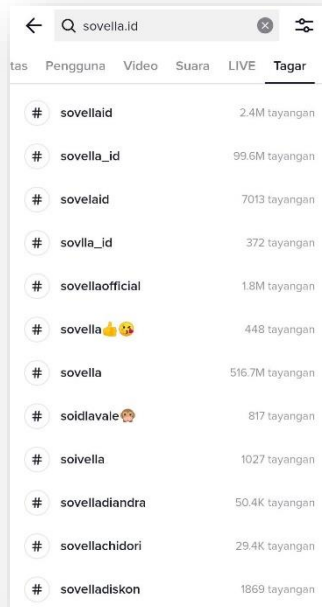 sovella.id
tas Pengguna Video Suara LIVE Tagar
# sovellaid 2.4M tayangan
# sovella_id 99.6M tayangan
# sovelaid 7013 tayangan
# sovlla_id 372 tayangan
# sovellaofficial 1.8M tayangan
# sovella👍😘 448 tayangan
# sovella 516.7M tayangan
# soidlavale🙊 817 tayangan
# soivella 1027 tayangan
# sovelladiandra 50.4K tayangan
# sovellachidori 29.4K tayangan
# sovelladiskon 1869 tayangan